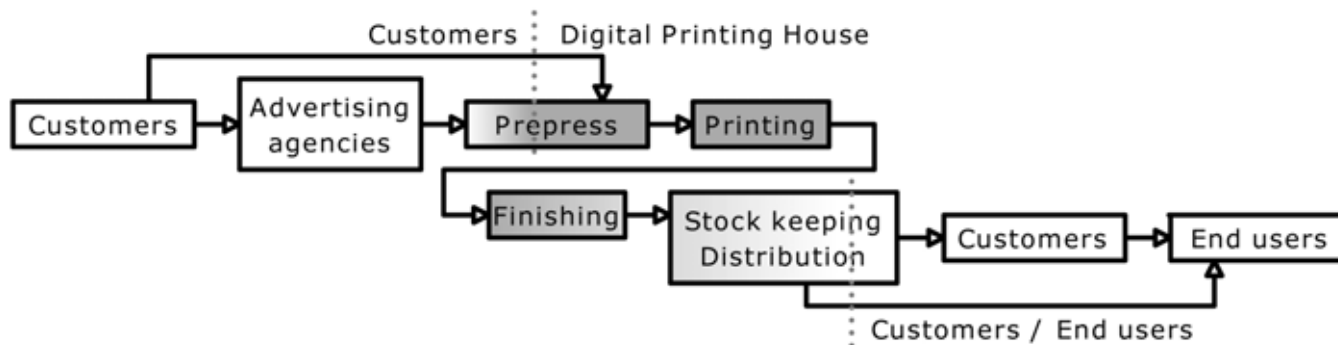 Customers
Digital Printing House
Customers
Advertising
agencies
Prepress
Printing
Finishing
Stock keeping
Distribution
Customers
End users
Customers / End users